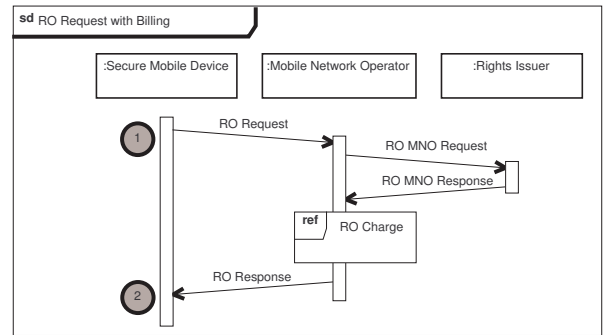 sd RO Request with Billing
:Secure Mobile Device
:Mobile Network Operator
:Rights Issuer
1
RO Request
RO MNO Request
RO MNO Response
ref
RO Charge
RO Response
2